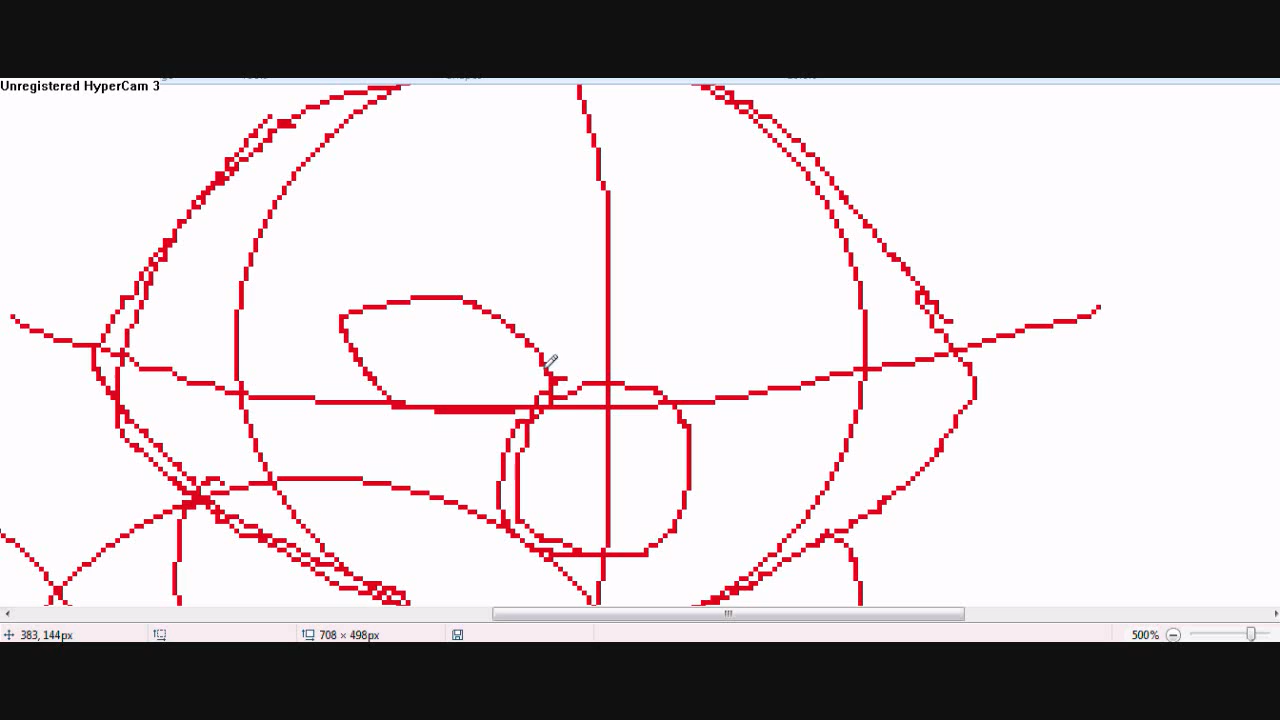 Unregistered HyperCam 3
383, 144px
708 × 498px
500%